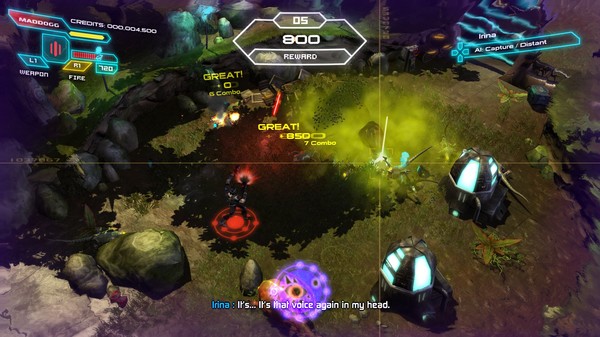 MADDOGG
CREDITS: 000.004.500
L1
R1
720
WEAPON
FIRE
05
800
REWARD
Irina
AI: Capture / Distant
GREAT!
+ 0
6 Combo
GREAT!
+ 850
7 Combo
Irina : It's... It's that voice again in my head.